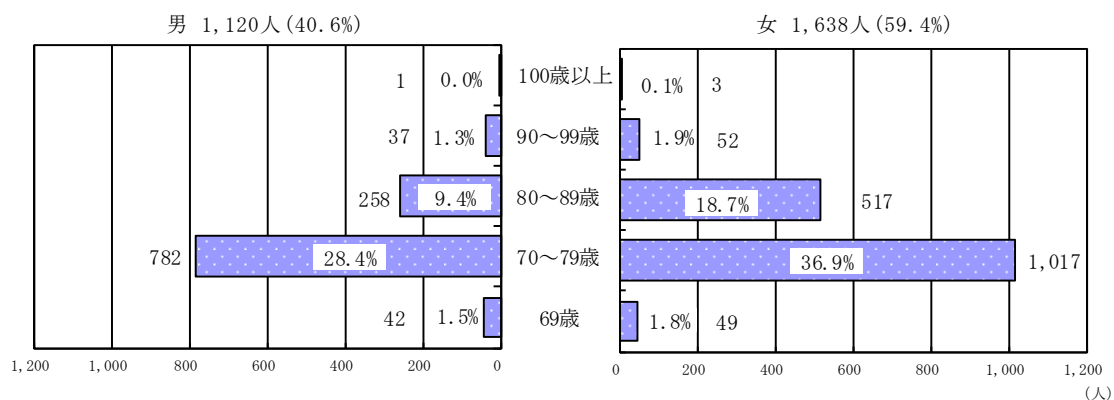 男 1,120人(40.6%)
女 1,638人(59.4%)
1 0.0% 100歳以上 0.1% 3
37 1.3% 90～99歳 1.9% 52
258 9.4% 80～89歳 18.7% 517
782 28.4% 70～79歳 36.9% 1,017
42 1.5% 69歳 1.8% 49
1,200 1,000 800 600 400 200 0
0 200 400 600 800 1,000 1,200
(人)